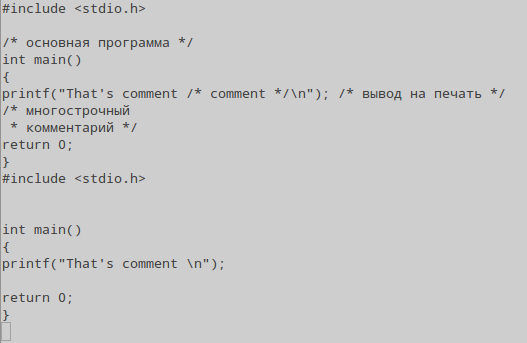 #include <stdio.h>
/* основная программа */
int main()
{
printf("That's comment /* comment */\n"); /* вывод на печать */
/* многострочный
 * комментарий */
return 0;
}
#include <stdio.h>
int main()
{
printf("That's comment \n");
return 0;
}